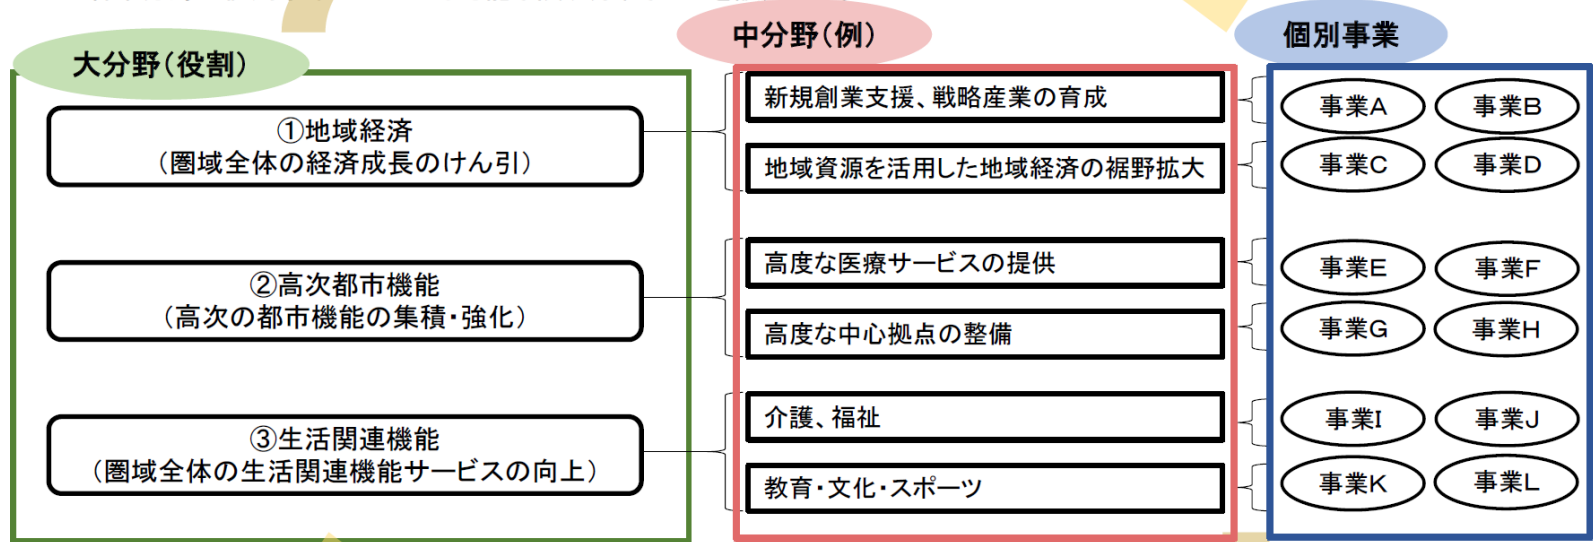 大分野(役割)
中分野(例)
個別事業
①地域経済
(圏域全体の経済成長のけん引)
新規創業支援、戦略産業の育成
事業A
事業B
地域資源を活用した地域経済の裾野拡大
事業C
事業D
②高次都市機能
(高次の都市機能の集積・強化)
高度な医療サービスの提供
事業E
事業F
高度な中心拠点の整備
事業G
事業H
③生活関連機能
(圏域全体の生活関連機能サービスの向上)
介護、福祉
事業I
事業J
教育・文化・スポーツ
事業K
事業L